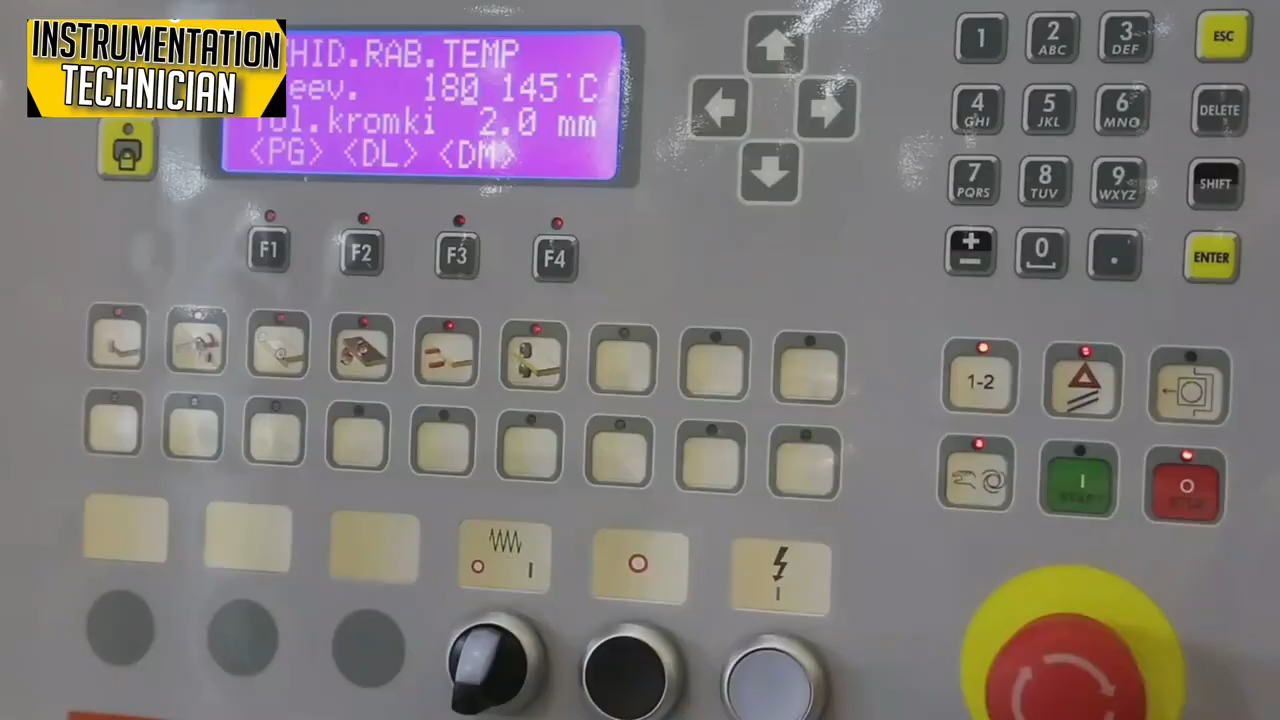 INSTRUMENTATION
TECHNICIAN
HID.RAB.TEMP
eev. 180 145°C
ol.kromki 2.0 mm
<PG> <DL> <DM>
F1 F2 F3 F4
1
2 ABC
3 DEF
ESC
4 GHI
5 JKL
6 MNO
DELETE
7 PQRS
8 TUV
9 WXYZ
SHIFT
+
−
0
.
ENTER
1-2
I
START
O
STOP
O I
O
I